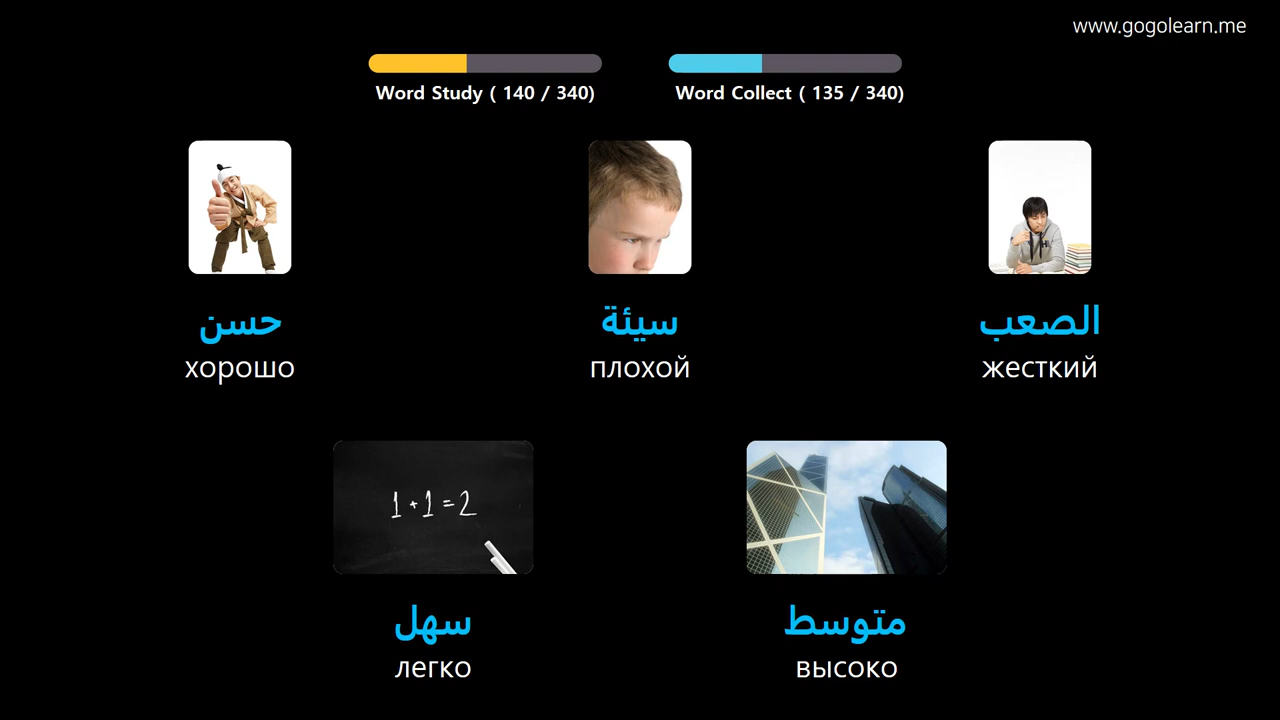 www.gogolearn.me
Word Study ( 140 / 340)
Word Collect ( 135 / 340)
حسن
хорошо
سيئة
плохой
الصعب
жесткий
1+1=2
سهل
легко
متوسط
высоко